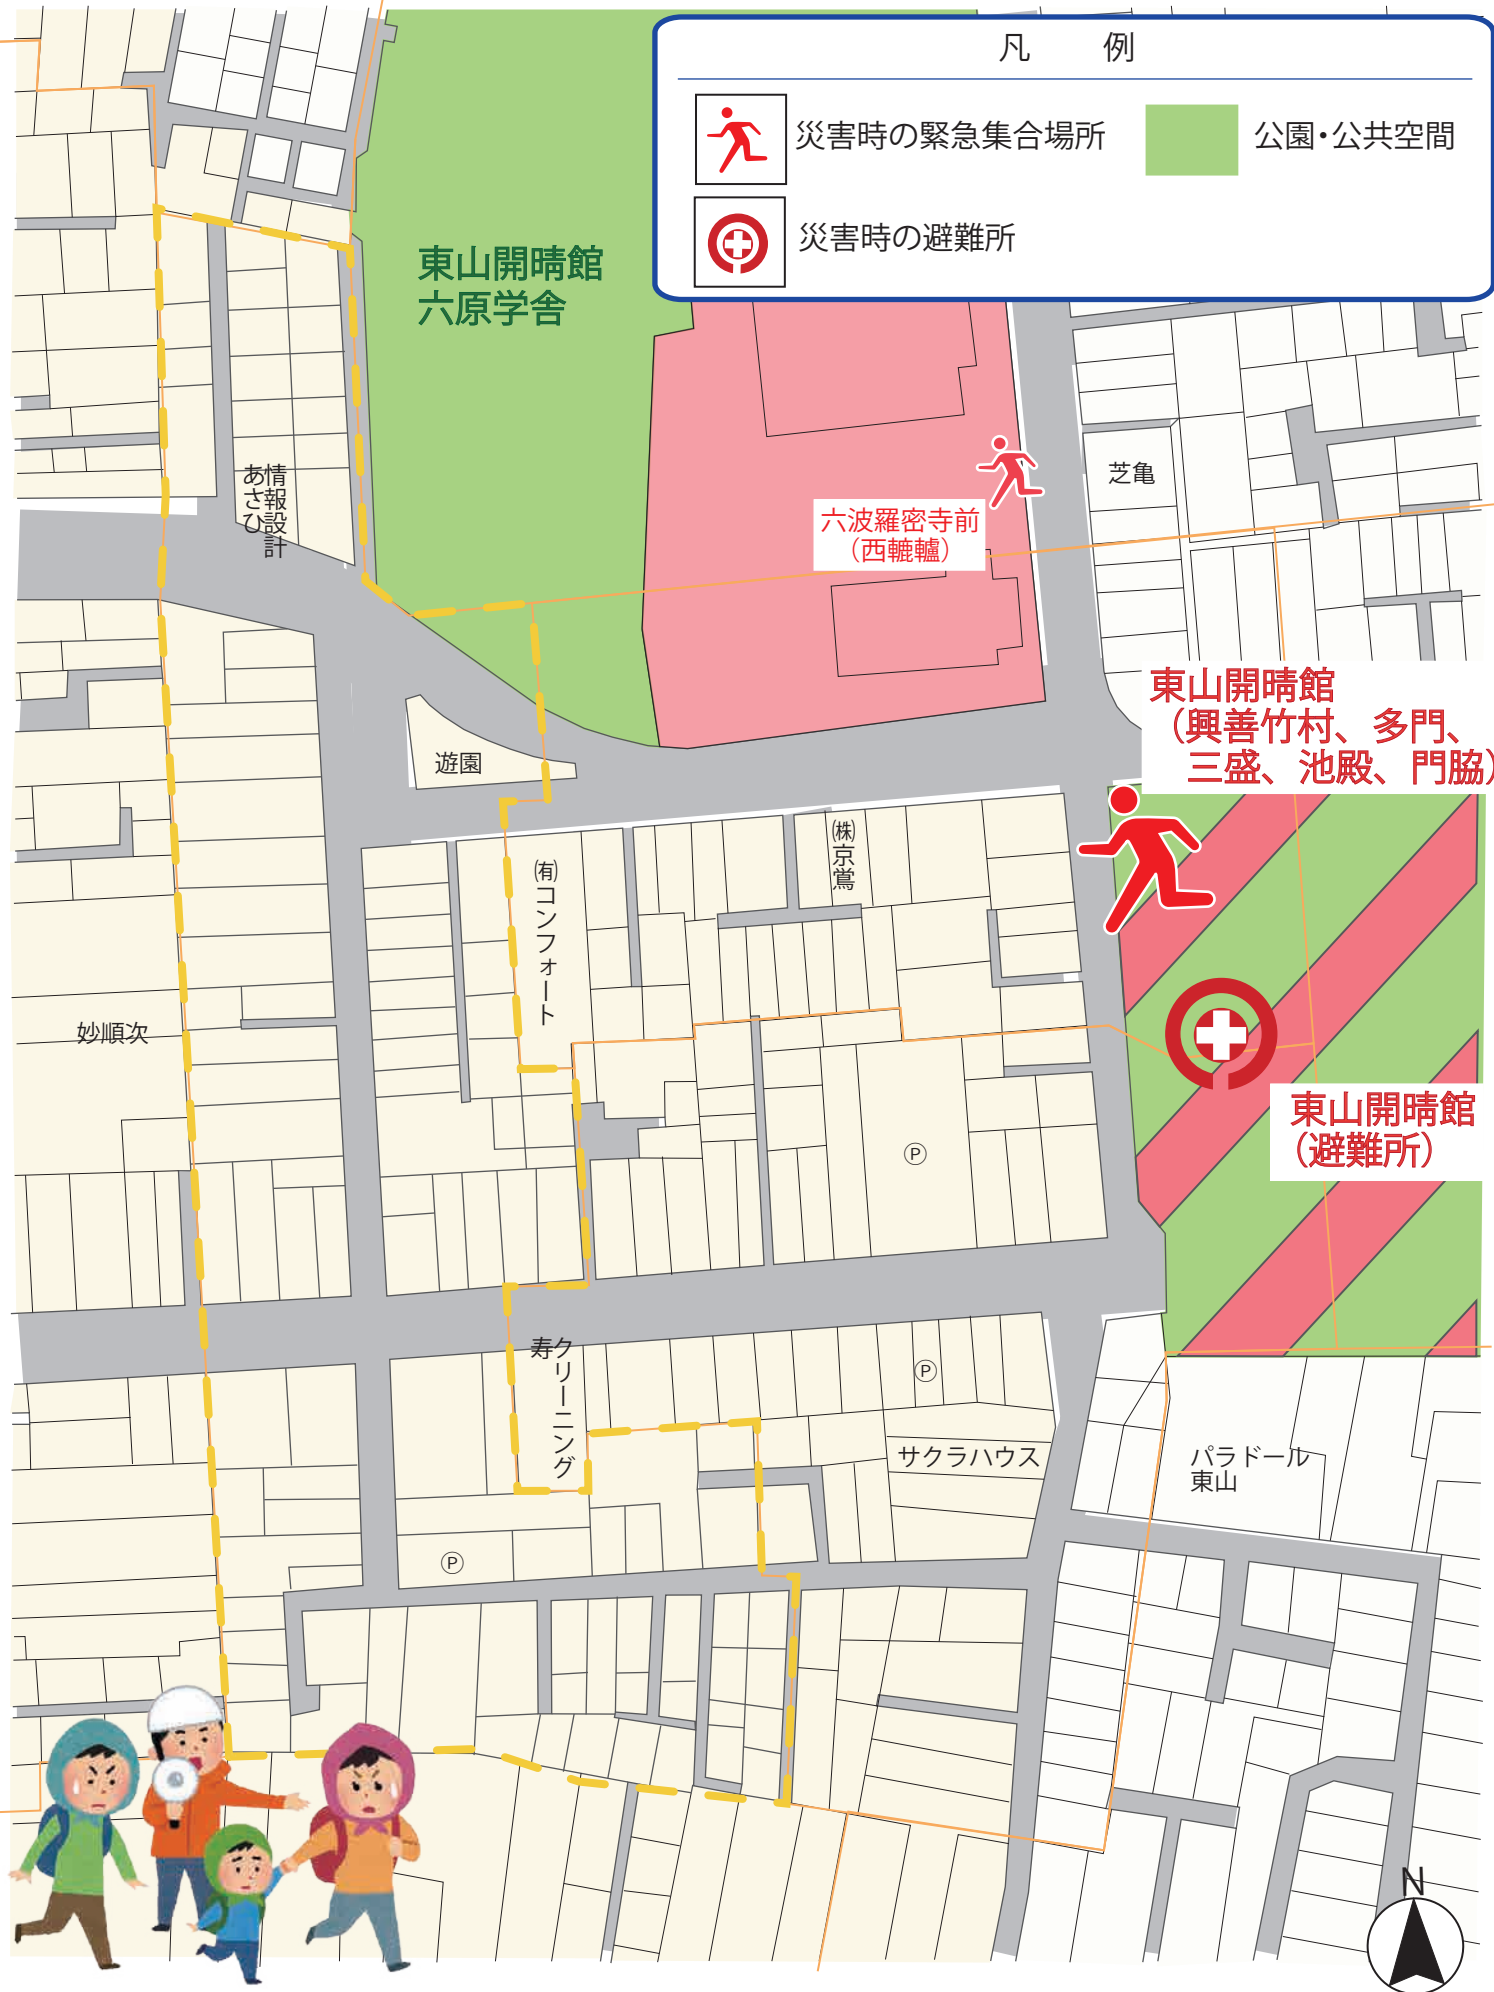 凡 例
災害時の緊急集合場所
公園・公共空間
災害時の避難所
東山開晴館
六原学舎
情報設計
あさひ
芝亀
六波羅密寺前
（西轆轤）
東山開晴館
（興善竹村、多門、
三盛、池殿、門脇）
遊園
㈱京鴬
㈲コンフォート
妙順次
東山開晴館
（避難所）
Ⓟ
クリーニング
寿
Ⓟ
サクラハウス
パラドール
東山
Ⓟ
N